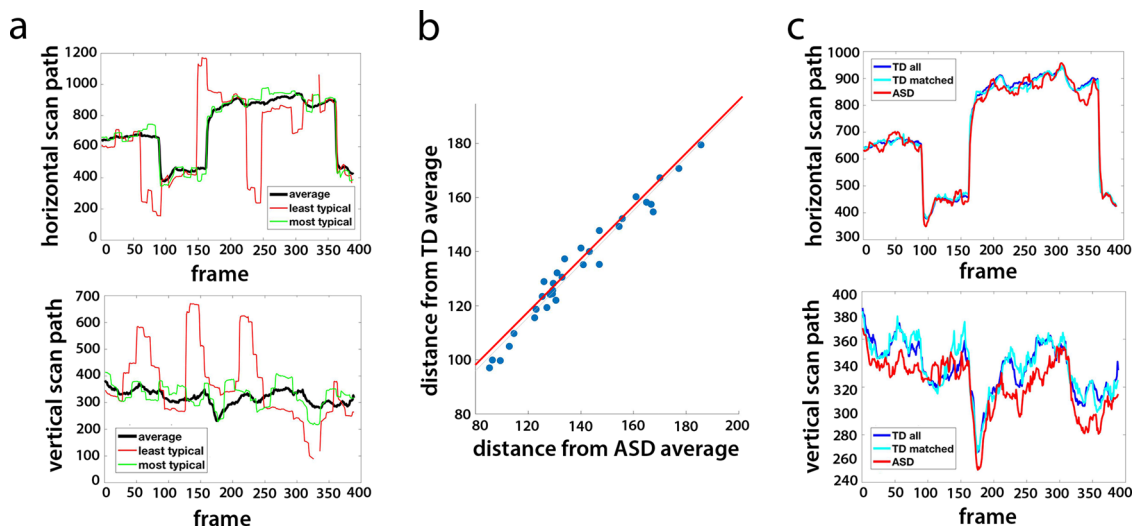 a
horizontal scan path
1200
1000
800
600
400
200
0
average
least typical
most typical
0 50 100 150 200 250 300 350 400
frame
vertical scan path
700
600
500
400
300
200
100
0
average
least typical
most typical
0 50 100 150 200 250 300 350 400
frame
b
distance from TD average
180
160
140
120
100
80
80 100 120 140 160 180 200
distance from ASD average
c
horizontal scan path
1000
900
800
700
600
500
400
300
TD all
TD matched
ASD
0 50 100 150 200 250 300 350 400
frame
vertical scan path
400
380
360
340
320
300
280
260
240
TD all
TD matched
ASD
0 50 100 150 200 250 300 350 400
frame